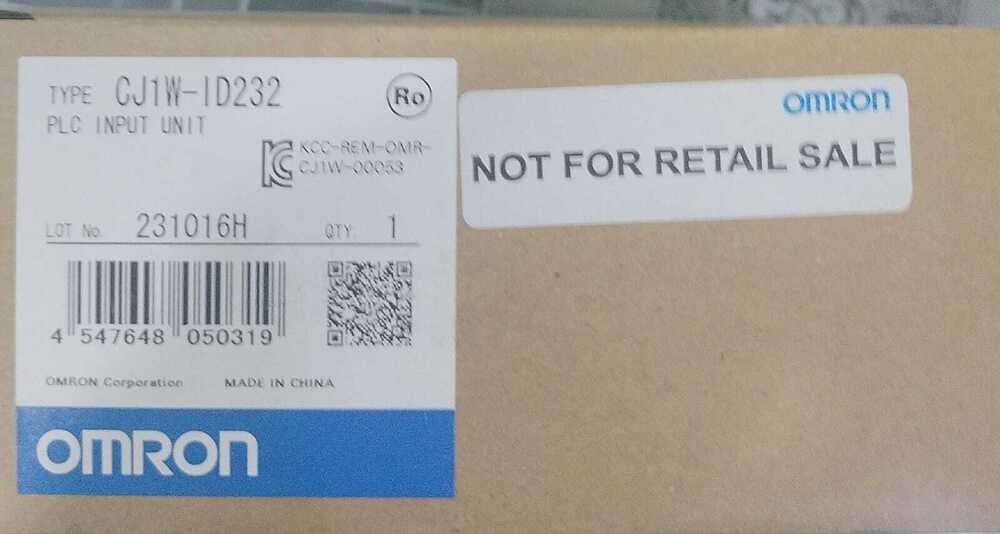 TYPE CJ1W-ID232
Ro
PLC INPUT UNIT
KCC-REM-OMR-
CJ1W-00053
LOT No. 231016H QTY. 1
4 547648 050319
OMRON Corporation MADE IN CHINA
OMRON
OMRON
NOT FOR RETAIL SALE